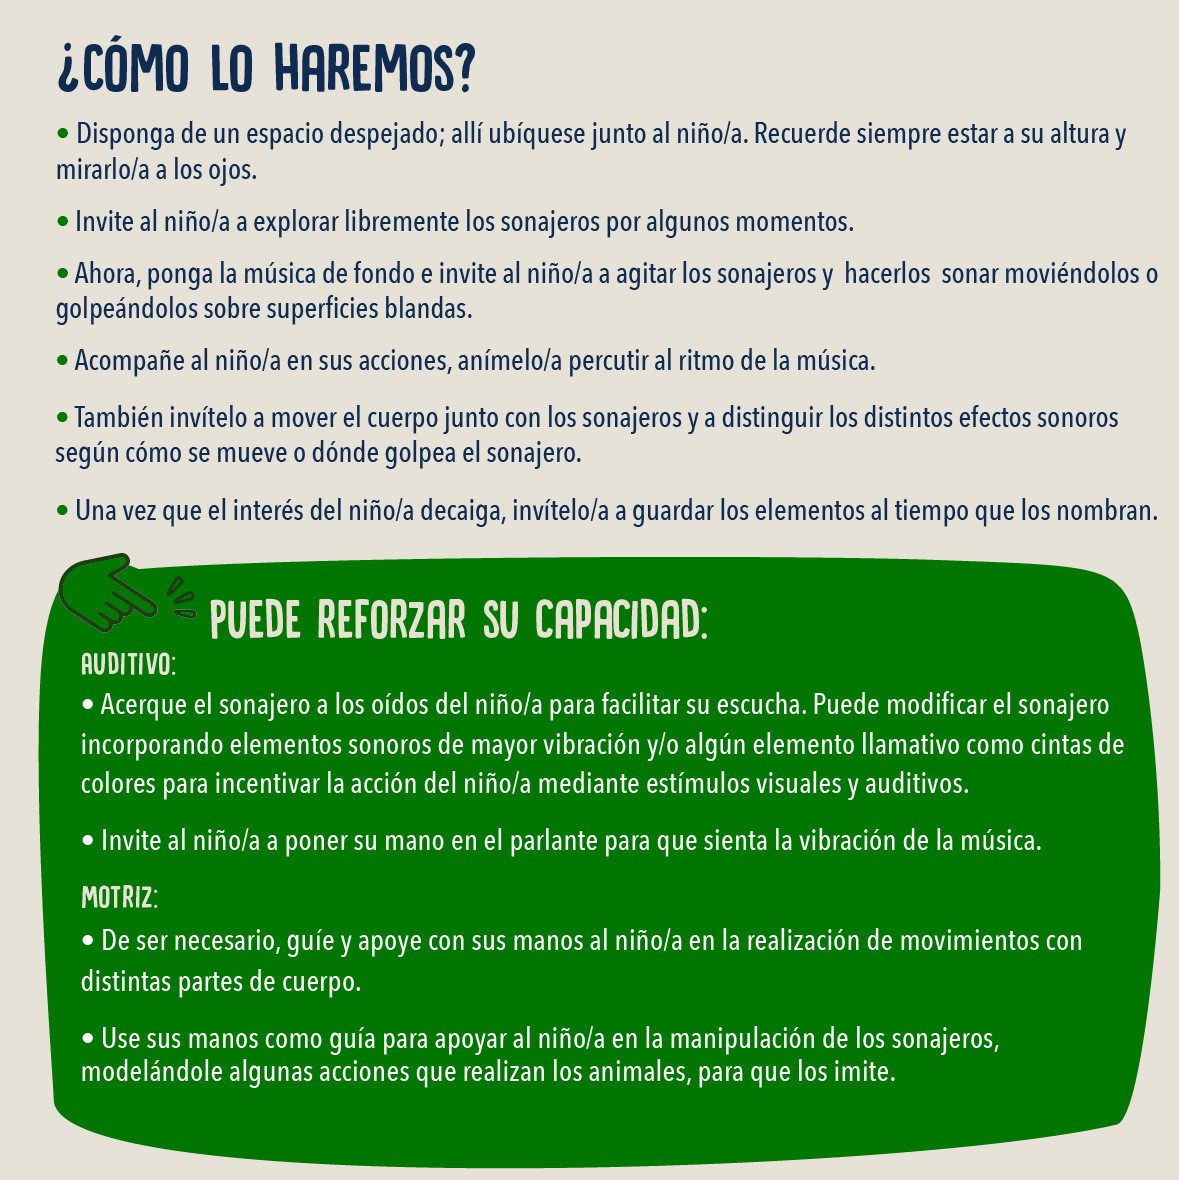 ¿CÓMO LO HAREMOS?
• Disponga de un espacio despejado; allí ubíquese junto al niño/a. Recuerde siempre estar a su altura y
mirarlo/a a los ojos.
• Invite al niño/a a explorar libremente los sonajeros por algunos momentos.
• Ahora, ponga la música de fondo e invite al niño/a a agitar los sonajeros y  hacerlos  sonar moviéndolos o
golpeándolos sobre superficies blandas.
• Acompañe al niño/a en sus acciones, anímelo/a percutir al ritmo de la música.
• También invítelo a mover el cuerpo junto con los sonajeros y a distinguir los distintos efectos sonoros
según cómo se mueve o dónde golpea el sonajero.
• Una vez que el interés del niño/a decaiga, invítelo/a a guardar los elementos al tiempo que los nombran.
PUEDE REFORZAR SU CAPACIDAD:
AUDITIVO:
• Acerque el sonajero a los oídos del niño/a para facilitar su escucha. Puede modificar el sonajero
incorporando elementos sonoros de mayor vibración y/o algún elemento llamativo como cintas de
colores para incentivar la acción del niño/a mediante estímulos visuales y auditivos.
• Invite al niño/a a poner su mano en el parlante para que sienta la vibración de la música.
MOTRIZ:
• De ser necesario, guíe y apoye con sus manos al niño/a en la realización de movimientos con
distintas partes de cuerpo.
• Use sus manos como guía para apoyar al niño/a en la manipulación de los sonajeros,
modelándole algunas acciones que realizan los animales, para que los imite.